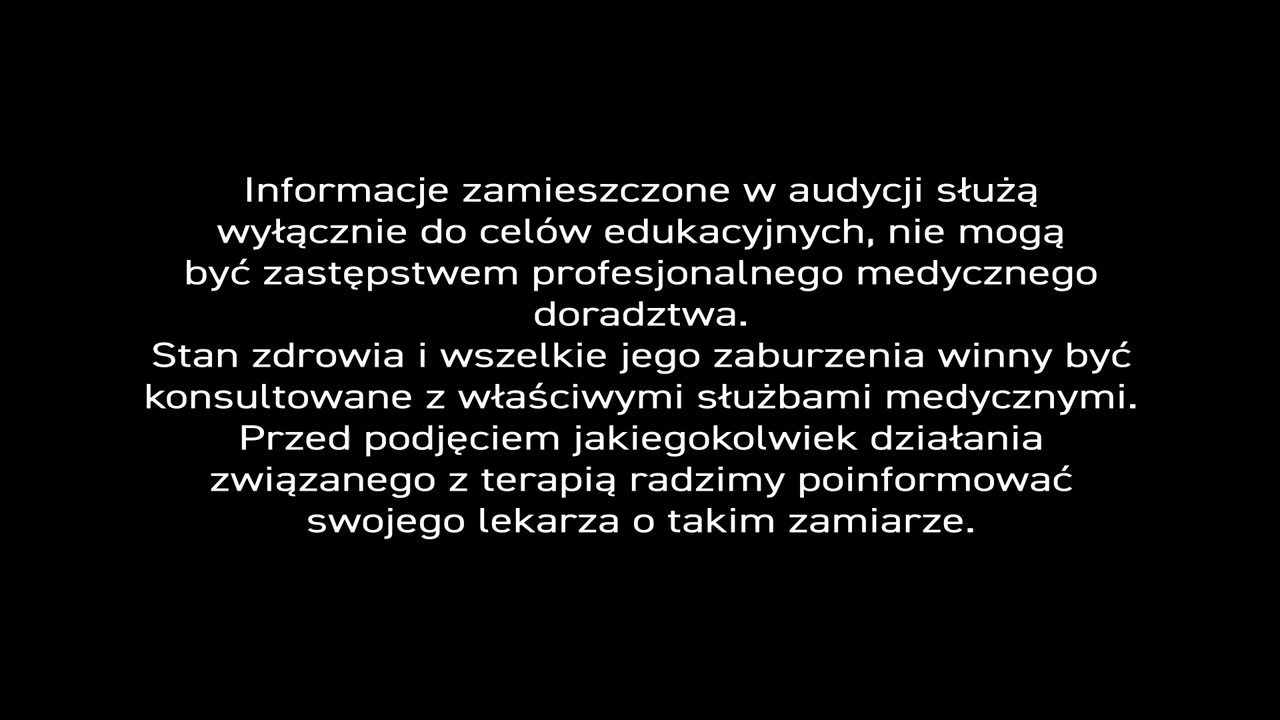 Informacje zamieszczone w audycji służą
wyłącznie do celów edukacyjnych, nie mogą
być zastępstwem profesjonalnego medycznego
doradztwa.
Stan zdrowia i wszelkie jego zaburzenia winny być
konsultowane z właściwymi służbami medycznymi.
Przed podjęciem jakiegokolwiek działania
związanego z terapią radzimy poinformować
swojego lekarza o takim zamiarze.